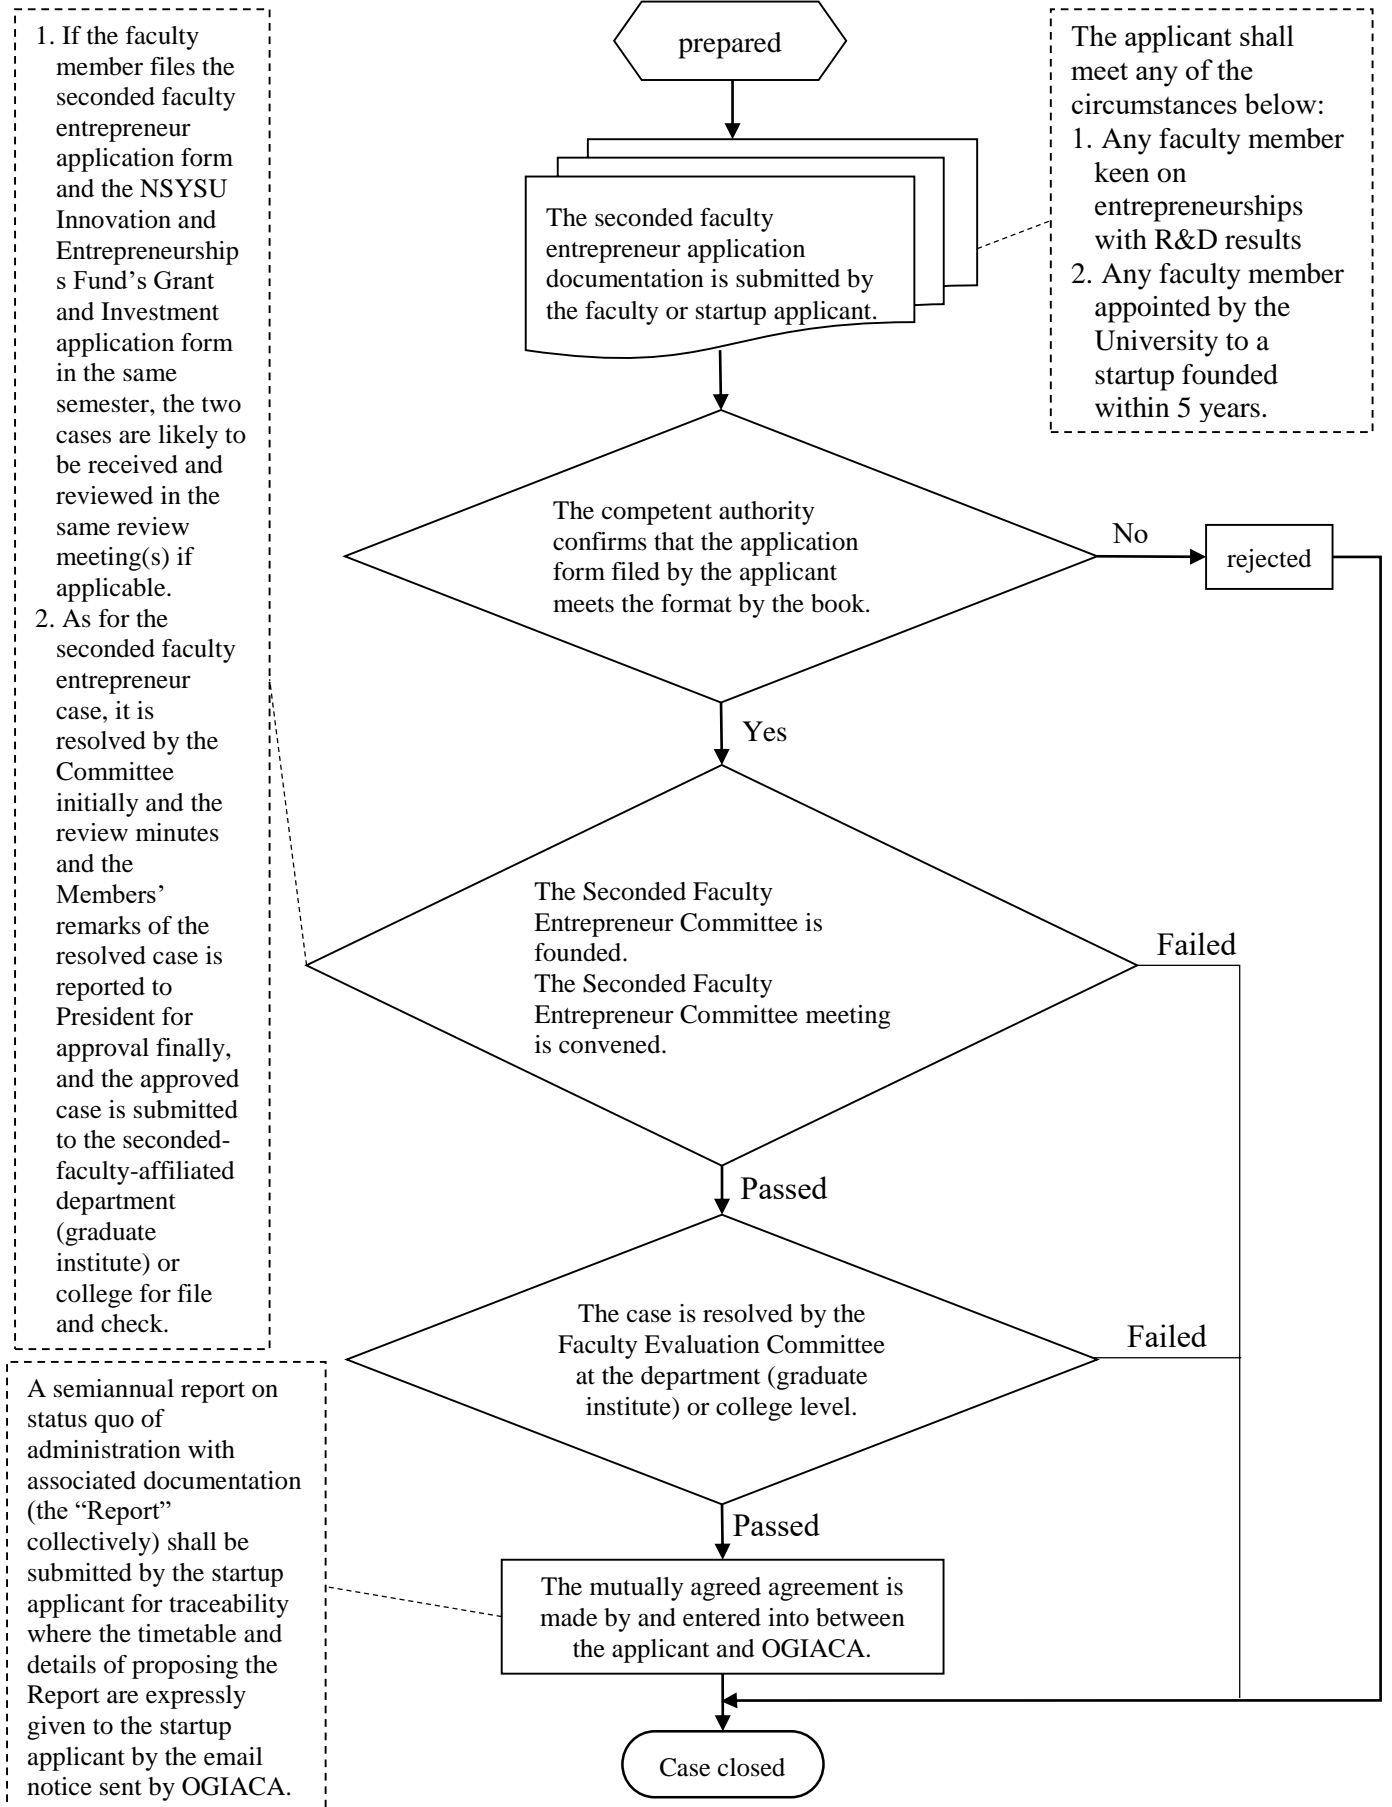 1. If the faculty
member files the
seconded faculty
entrepreneur
application form
and the NSYSU
Innovation and
Entrepreneurship
s Fund’s Grant
and Investment
application form
in the same
semester, the two
cases are likely to
be received and
reviewed in the
same review
meeting(s) if
applicable.
2. As for the
seconded faculty
entrepreneur
case, it is
resolved by the
Committee
initially and the
review minutes
and the
Members’
remarks of the
resolved case is
reported to
President for
approval finally,
and the approved
case is submitted
to the seconded-
faculty-affiliated
department
(graduate
institute) or
college for file
and check.
prepared
The applicant shall
meet any of the
circumstances below:
1. Any faculty member
keen on
entrepreneurships
with R&D results
2. Any faculty member
appointed by the
University to a
startup founded
within 5 years.
The seconded faculty
entrepreneur application
documentation is submitted by
the faculty or startup applicant.
The competent authority
confirms that the application
form filed by the applicant
meets the format by the book.
No
rejected
Yes
The Seconded Faculty
Entrepreneur Committee is
founded.
The Seconded Faculty
Entrepreneur Committee meeting
is convened.
Failed
Passed
The case is resolved by the
Faculty Evaluation Committee
at the department (graduate
institute) or college level.
Failed
Passed
A semiannual report on
status quo of
administration with
associated documentation
(the “Report”
collectively) shall be
submitted by the startup
applicant for traceability
where the timetable and
details of proposing the
Report are expressly
given to the startup
applicant by the email
notice sent by OGIACA.
The mutually agreed agreement is
made by and entered into between
the applicant and OGIACA.
Case closed